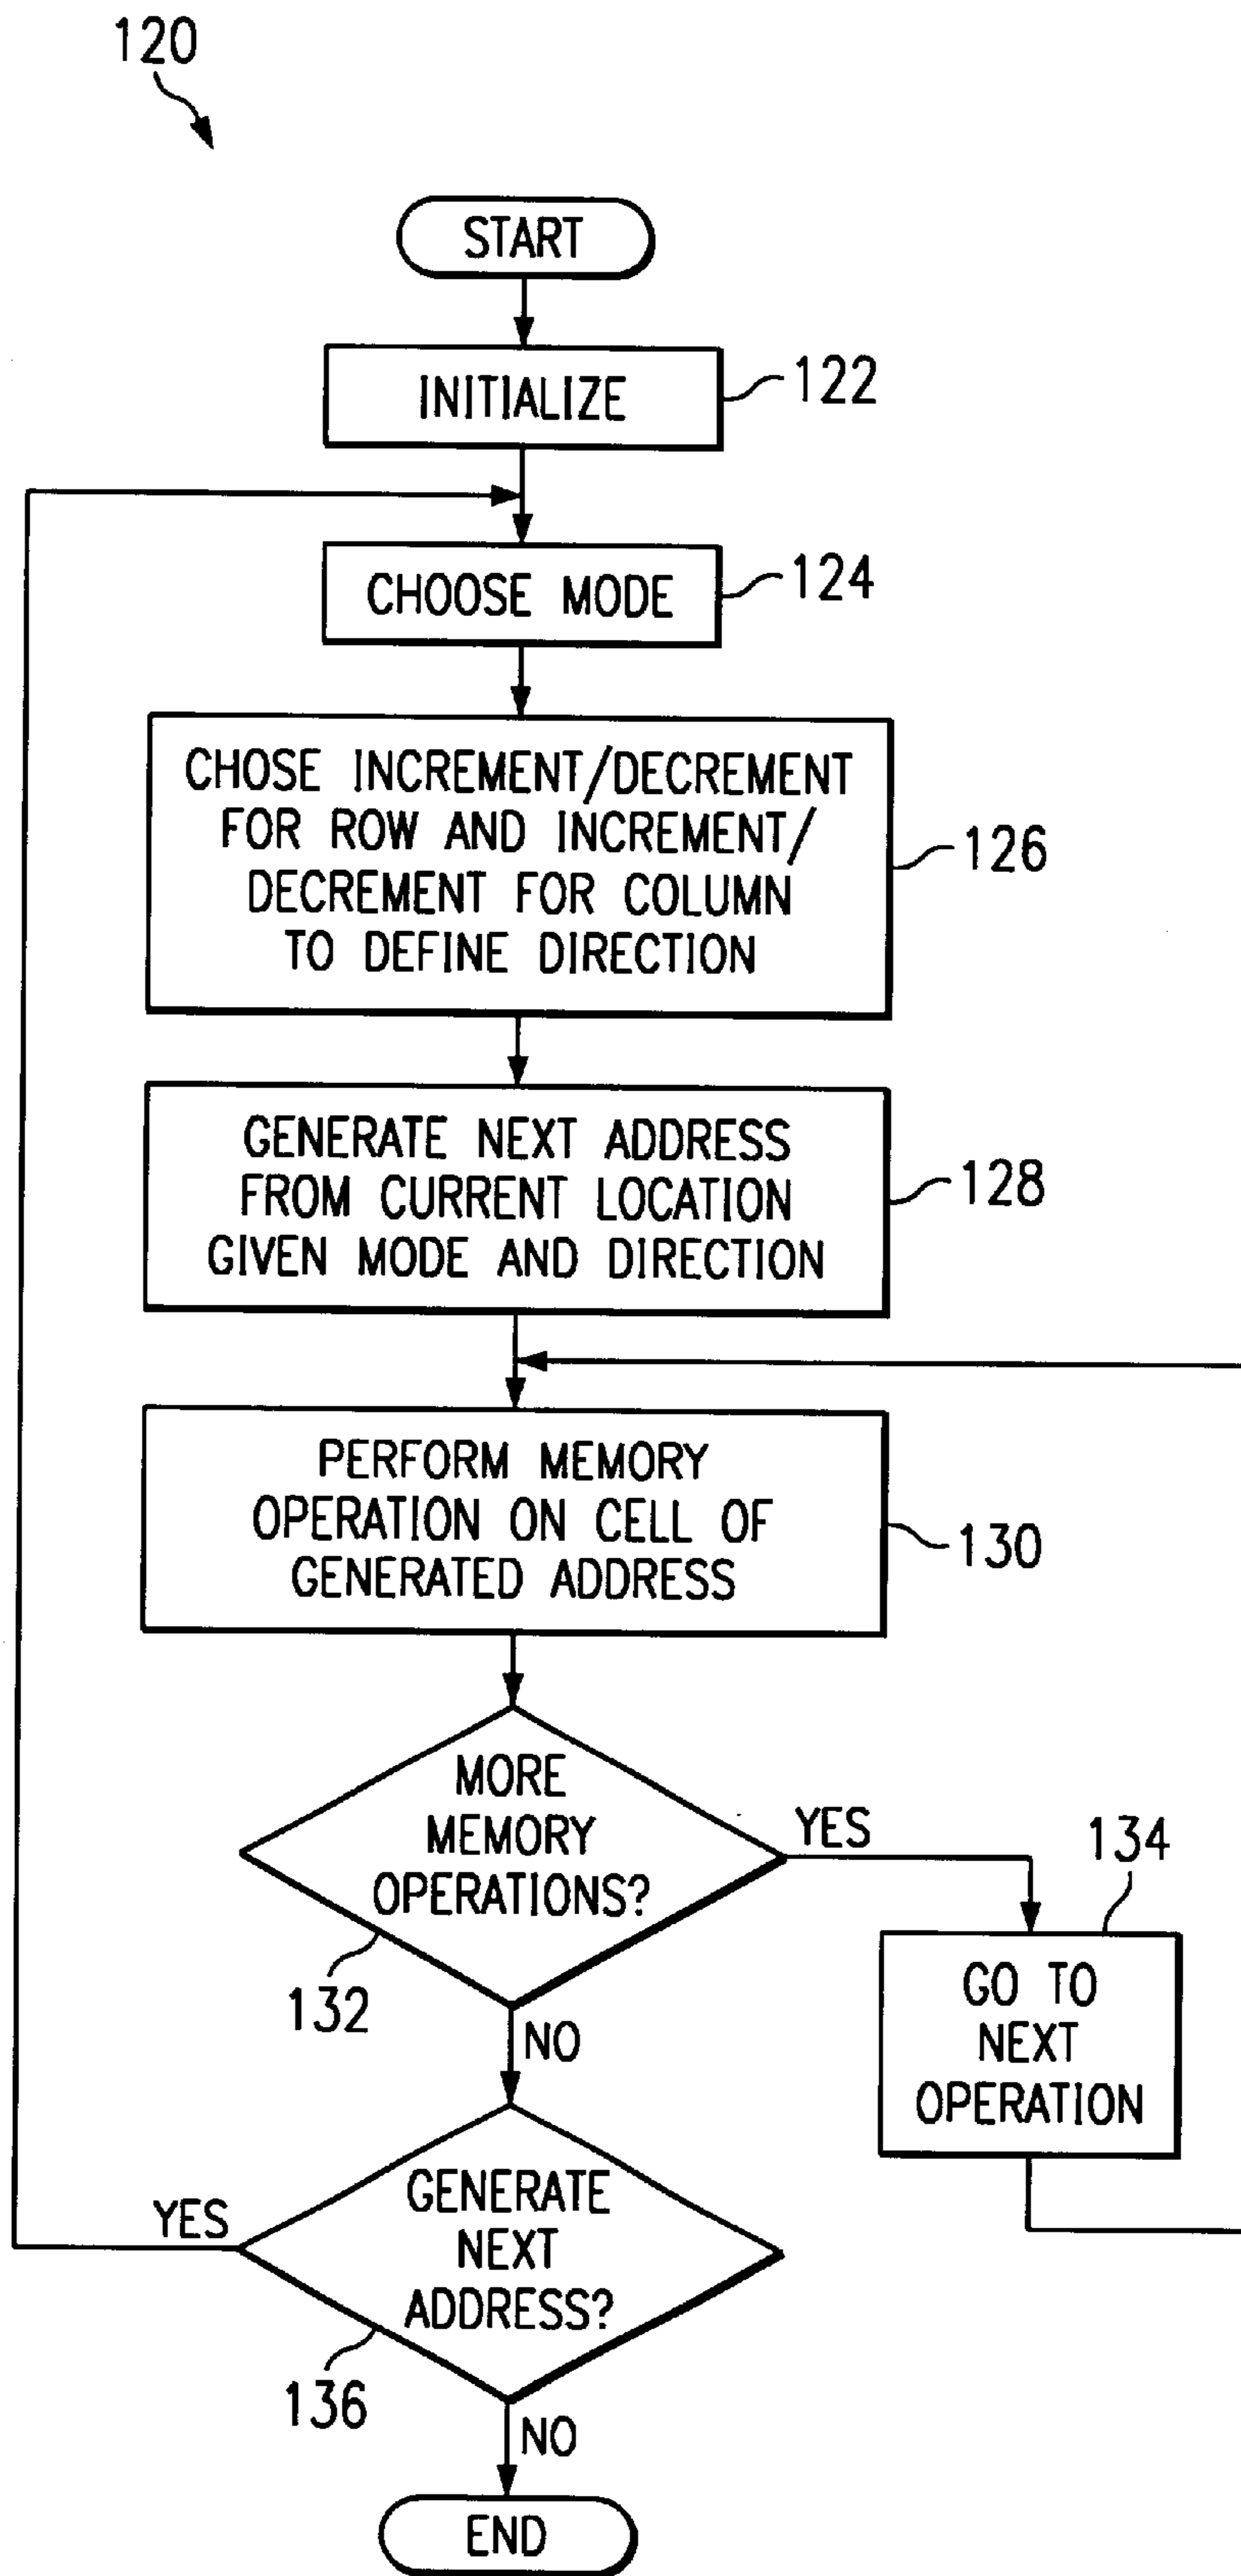 120
START
INITIALIZE
122
CHOOSE MODE
124
CHOSE INCREMENT/DECREMENT
FOR ROW AND INCREMENT/
DECREMENT FOR COLUMN
TO DEFINE DIRECTION
126
GENERATE NEXT ADDRESS
FROM CURRENT LOCATION
GIVEN MODE AND DIRECTION
128
PERFORM MEMORY
OPERATION ON CELL OF
GENERATED ADDRESS
130
MORE
MEMORY
OPERATIONS?
YES
132
134
NO
GO TO
NEXT
OPERATION
GENERATE
NEXT
ADDRESS?
YES
136
NO
END